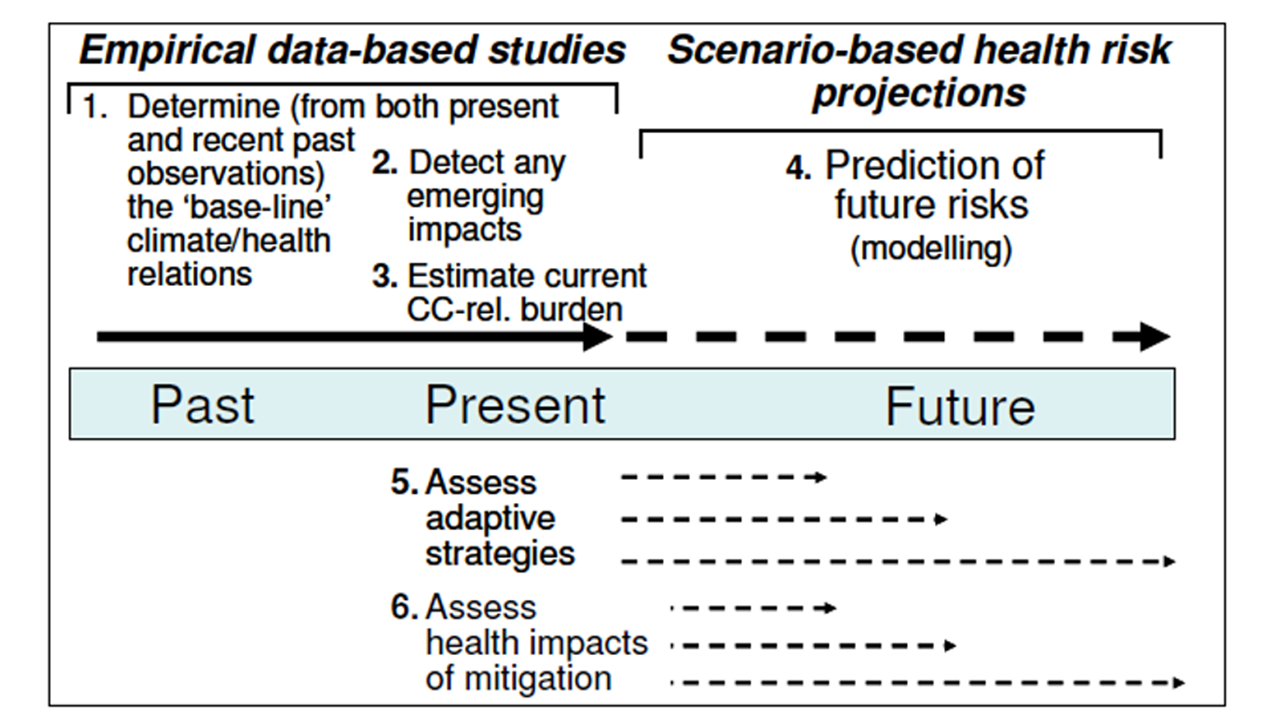 Empirical data-based studies
Scenario-based health risk
projections
1. Determine (from both present
and recent past
observations)
the ‘base-line’
climate/health
relations
2. Detect any
emerging
impacts
3. Estimate current
CC-rel. burden
4. Prediction of
future risks
(modelling)
Past
Present
Future
5. Assess
adaptive
strategies
6. Assess
health impacts
of mitigation